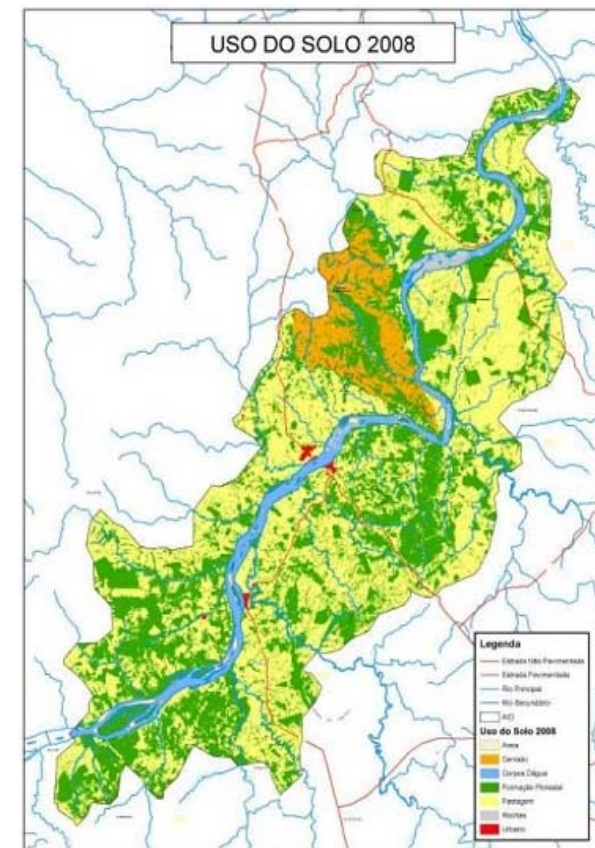 USO DO SOLO 2008
Legenda
Estrada Não Pavimentada
Estrada Pavimentada
Rio Principal
Rio Secundário
AID
Uso do Solo 2008
Areia
Cerrado
Corpos Dágua
Formação Florestal
Pastagem
Rochas
Urbano